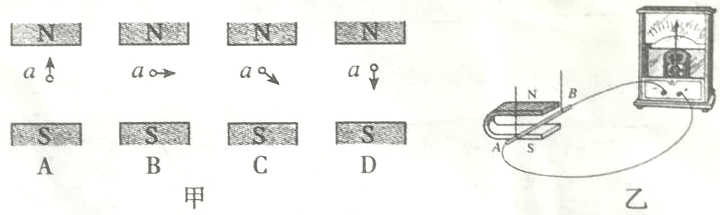 N N N N
a a a a
S S S S
A B C D
甲
N B
A S
乙